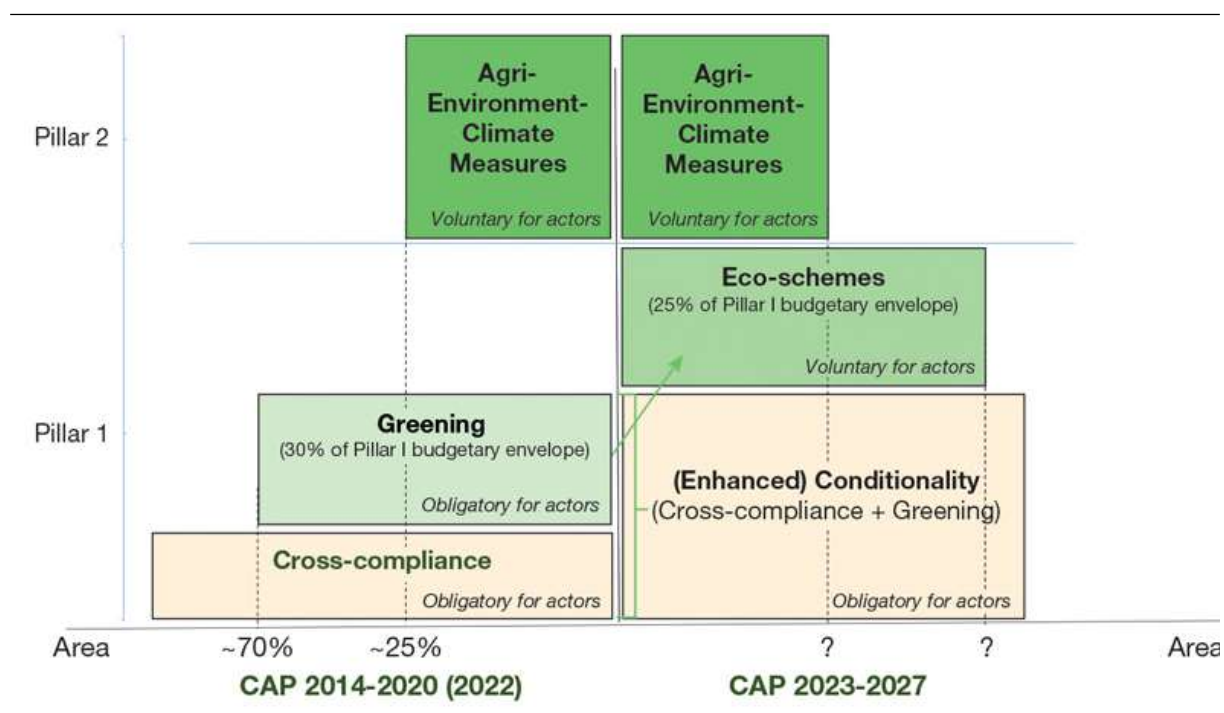 Pillar 2
Agri-
Environment-
Climate
Measures
Voluntary for actors
Agri-
Environment-
Climate
Measures
Voluntary for actors
Pillar 1
Greening
(30% of Pillar I budgetary envelope)
Obligatory for actors
Cross-compliance
Obligatory for actors
Eco-schemes
(25% of Pillar I budgetary envelope)
Voluntary for actors
(Enhanced) Conditionality
(Cross-compliance + Greening)
Obligatory for actors
Area ~70% ~25% ? ? Area
CAP 2014-2020 (2022) CAP 2023-2027